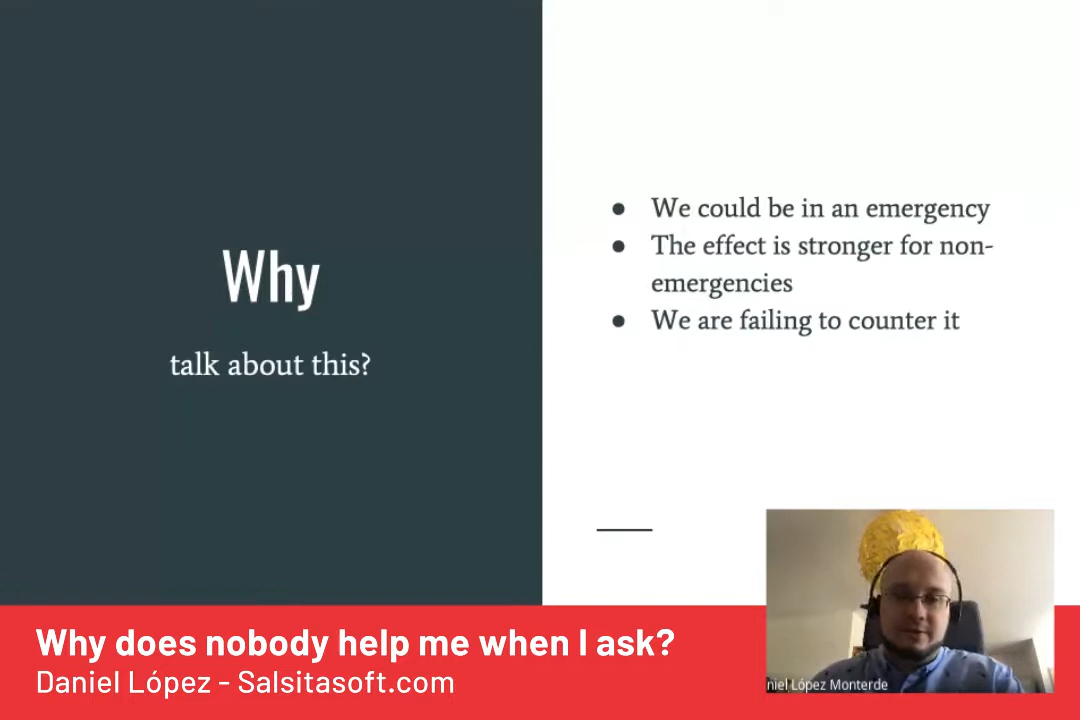 Why
talk about this?
● We could be in an emergency
● The effect is stronger for non-
emergencies
● We are failing to counter it
niel López Monterde
Why does nobody help me when I ask?
Daniel López - Salsitasoft.com